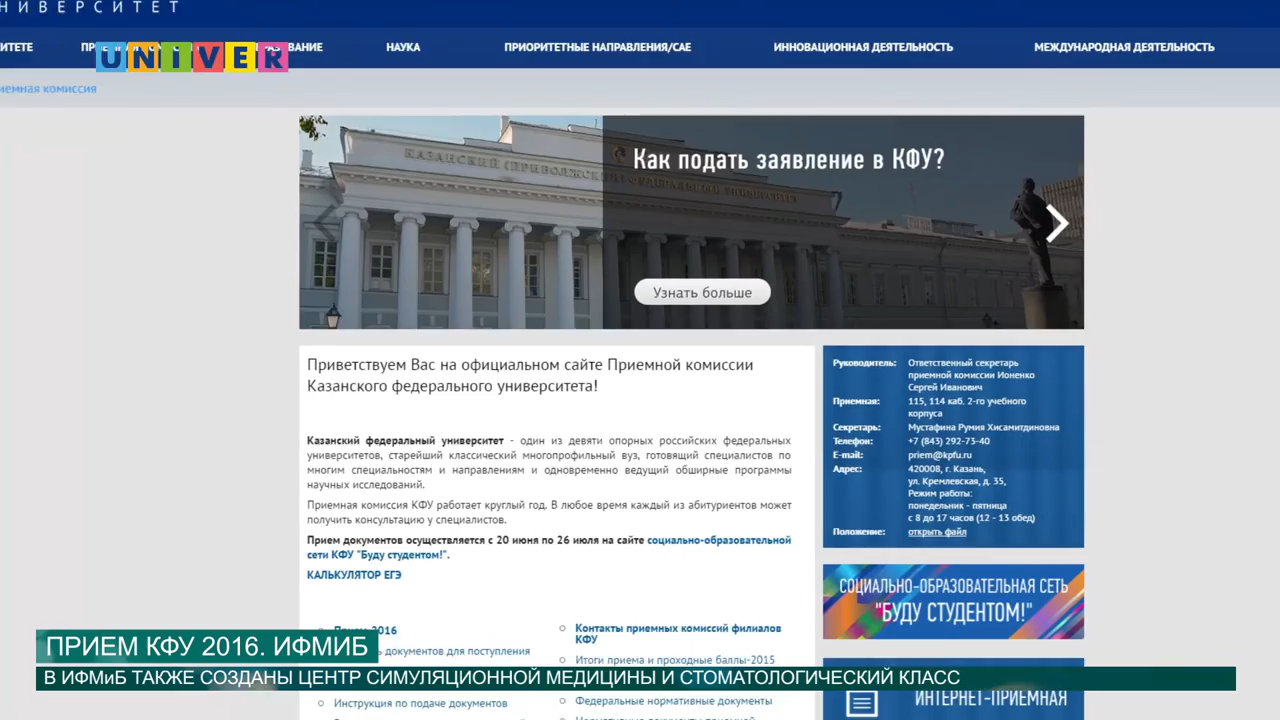 НИВЕРСИТЕТ
ИТЕТЕ
НАУКА
ПРИОРИТЕТНЫЕ НАПРАВЛЕНИЯ/САЕ
ИННОВАЦИОННАЯ ДЕЯТЕЛЬНОСТЬ
МЕЖДУНАРОДНАЯ ДЕЯТЕЛЬНОСТЬ
UNIVER
иемная комиссия
КАЗАНСКИЙ (ПРИВОЛЖСКИЙ) ФЕДЕРАЛЬНЫЙ УНИВЕРСИТЕТ
Как подать заявление в КФУ?
Узнать больше
Приветствуем Вас на официальном сайте Приемной комиссии
Казанского федерального университета!
Казанский федеральный университет - один из девяти опорных российских федеральных
университетов, старейший классический многопрофильный вуз, готовящий специалистов по
многим специальностям и направлениям и одновременно ведущий обширные программы
научных исследований.
Приемная комиссия КФУ работает круглый год. В любое время каждый из абитуриентов может
получить консультацию у специалистов.
Прием документов осуществляется с 20 июня по 26 июля на сайте социально-образовательной
сети КФУ "Буду студентом!".
КАЛЬКУЛЯТОР ЕГЭ
2016
документов для поступления
Инструкция по подаче документов
Контакты приемных комиссий филиалов
КФУ
Итоги приема и проходные баллы-2015
Федеральные нормативные документы
Руководитель: Ответственный секретарь
приемной комиссии Ионенко
Сергей Иванович
Приемная: 115, 114 каб. 2-го учебного
корпуса
Секретарь: Мустафина Румия Хисамитдиновна
Телефон: +7 (843) 292-73-40
E-mail: priem@kpfu.ru
Адрес: 420008, г. Казань,
ул. Кремлевская, д. 35,
Режим работы:
понедельник - пятница
с 8 до 17 часов (12 - 13 обед)
Положение: открыть файл
СОЦИАЛЬНО-ОБРАЗОВАТЕЛЬНАЯ СЕТЬ
"БУДУ СТУДЕНТОМ!"
ИНТЕРНЕТ-ПРИЕМНАЯ
ПРИЕМ КФУ 2016. ИФМИБ
В ИФМиБ ТАКЖЕ СОЗДАНЫ ЦЕНТР СИМУЛЯЦИОННОЙ МЕДИЦИНЫ И СТОМАТОЛОГИЧЕСКИЙ КЛАСС